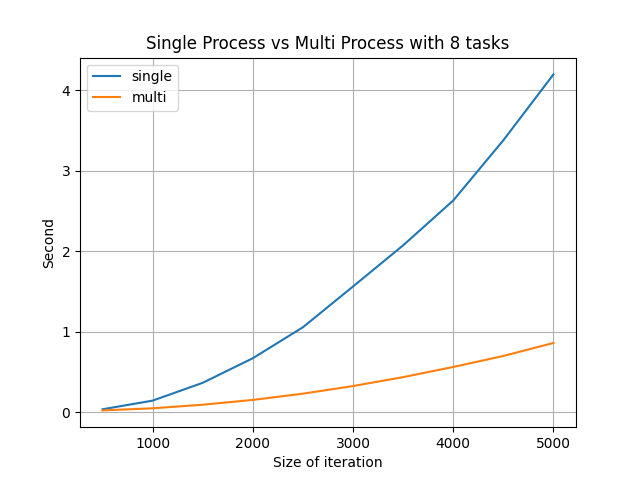 Single Process vs Multi Process with 8 tasks
single
multi
4
3
2
1
0
Second
1000 2000 3000 4000 5000
Size of iteration